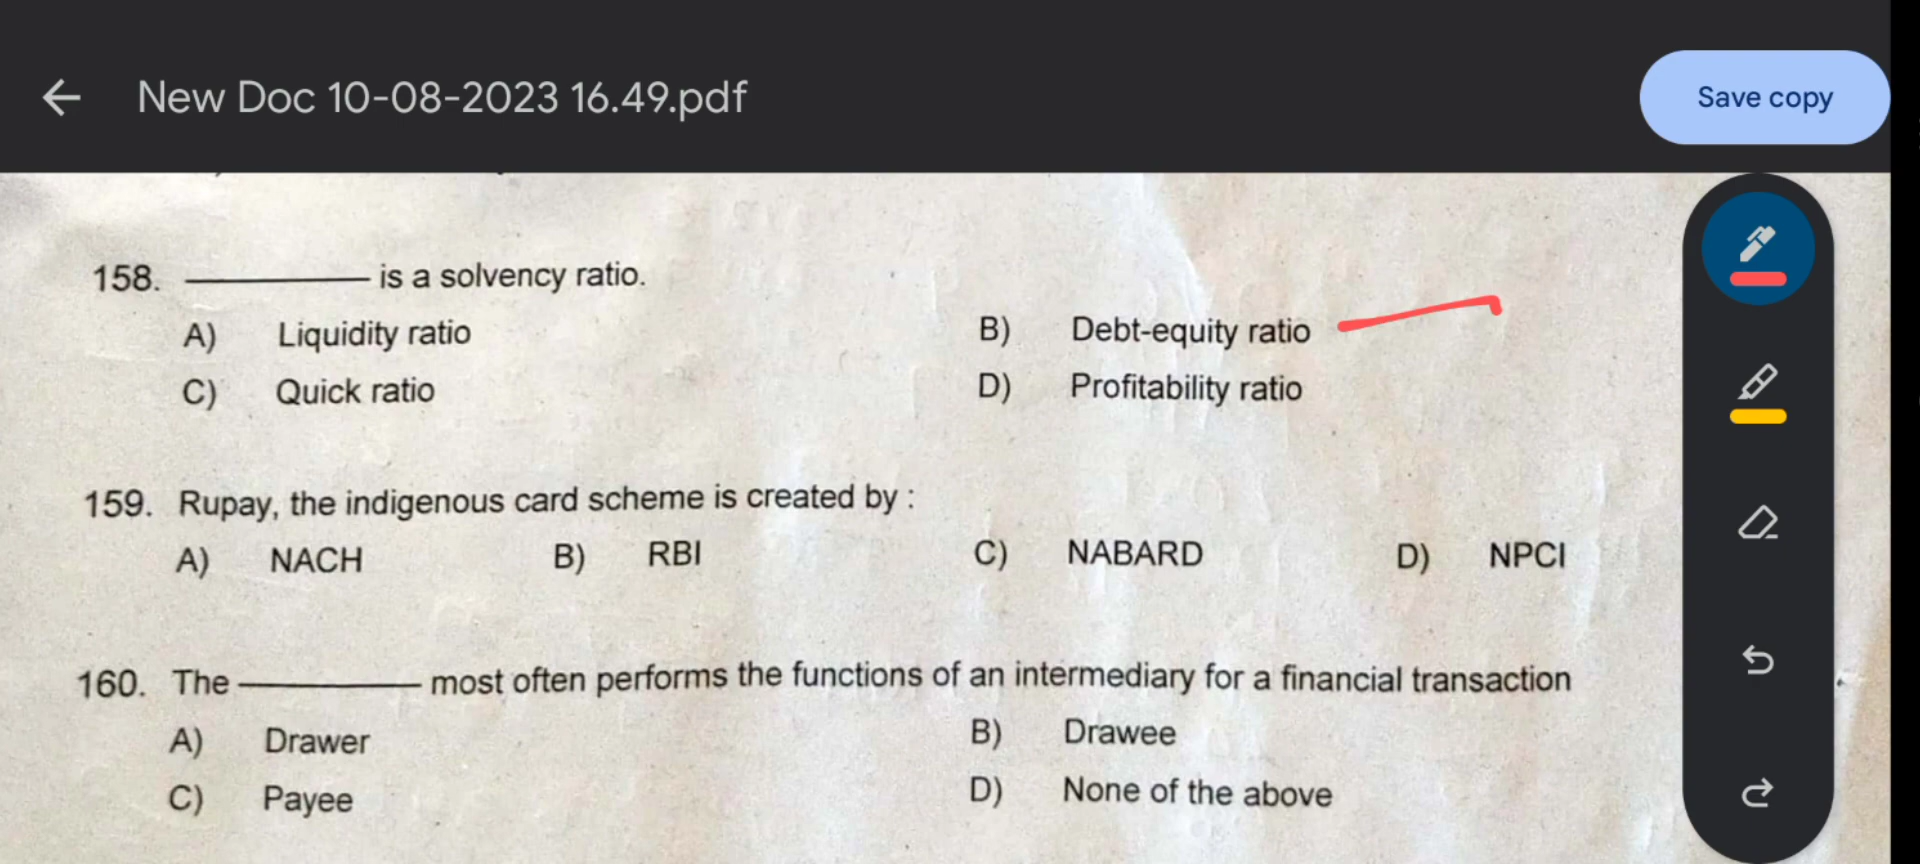 New Doc 10-08-2023 16.49.pdf
Save copy
158. ________ is a solvency ratio.
A) Liquidity ratio B) Debt-equity ratio
C) Quick ratio D) Profitability ratio
159. Rupay, the indigenous card scheme is created by :
A) NACH B) RBI C) NABARD D) NPCI
160. The ________ most often performs the functions of an intermediary for a financial transaction
A) Drawer B) Drawee
C) Payee D) None of the above